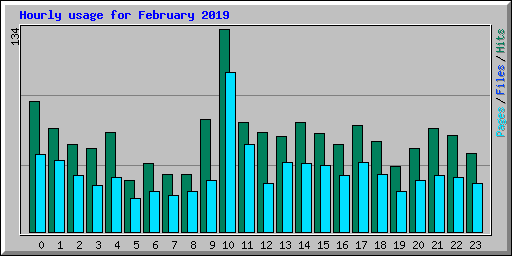 Hourly usage for February 2019
134
Pages/Files/Hits
0 1 2 3 4 5 6 7 8 9 10 11 12 13 14 15 16 17 18 19 20 21 22 23